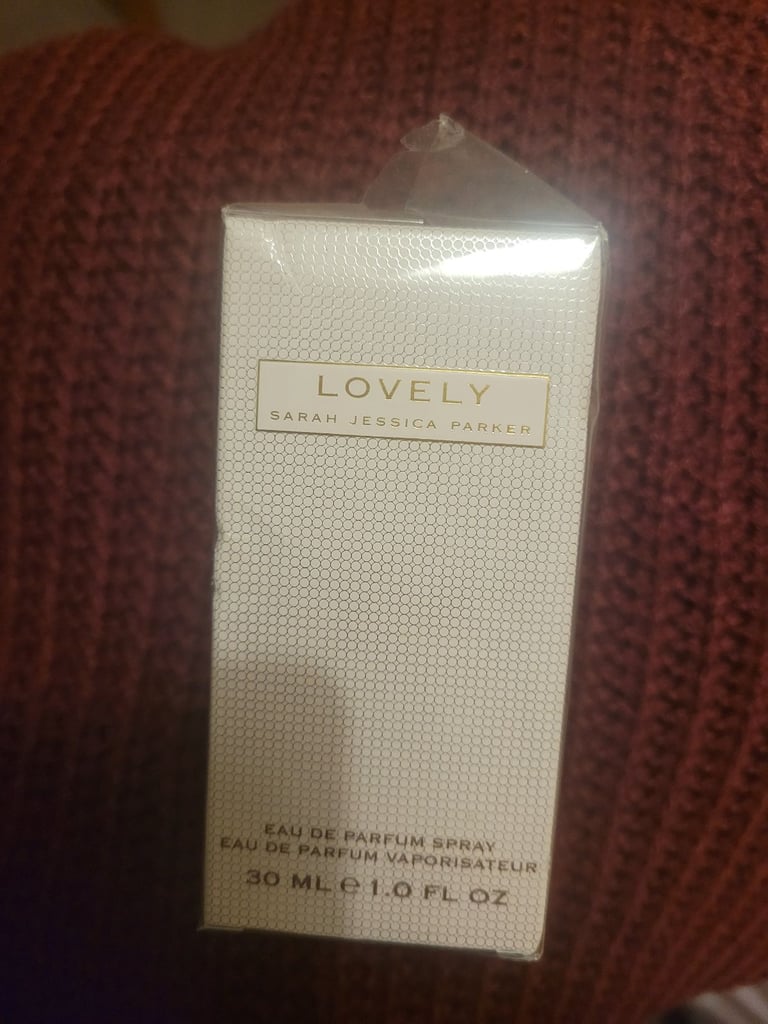 LOVELY
SARAH JESSICA PARKER
EAU DE PARFUM SPRAY
EAU DE PARFUM VAPORISATEUR
30 ML ℮ 1.0 FL OZ